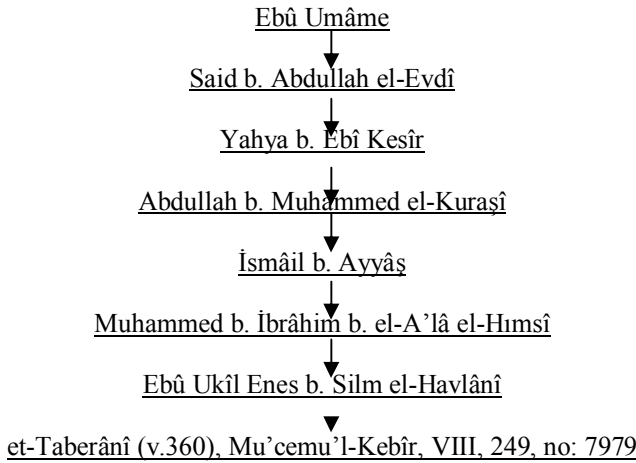 Ebû Umâme
Said b. Abdullah el-Evdî
Yahya b. Ebî Kesîr
Abdullah b. Muhammed el-Kuraşî
İsmâil b. Ayyâş
Muhammed b. İbrâhim b. el-A’lâ el-Hımsî
Ebû Ukîl Enes b. Silm el-Havlânî
et-Taberânî (v.360), Mu’cemu’l-Kebîr, VIII, 249, no: 7979